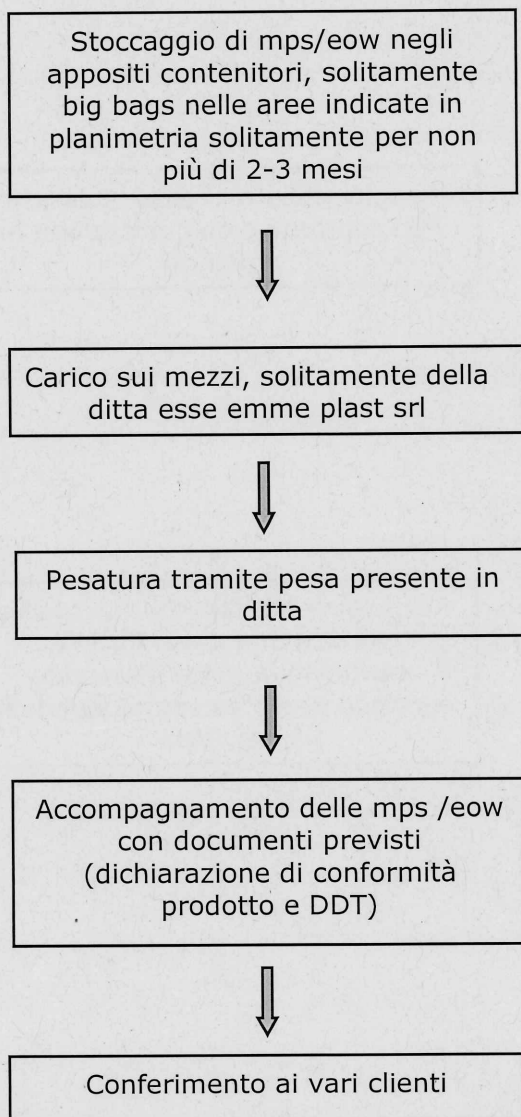 Stoccaggio di mps/eow negli
appositi contenitori, solitamente
big bags nelle aree indicate in
planimetria solitamente per non
più di 2-3 mesi
Carico sui mezzi, solitamente della
ditta esse emme plast srl
Pesatura tramite pesa presente in
ditta
Accompagnamento delle mps /eow
con documenti previsti
(dichiarazione di conformità
prodotto e DDT)
Conferimento ai vari clienti